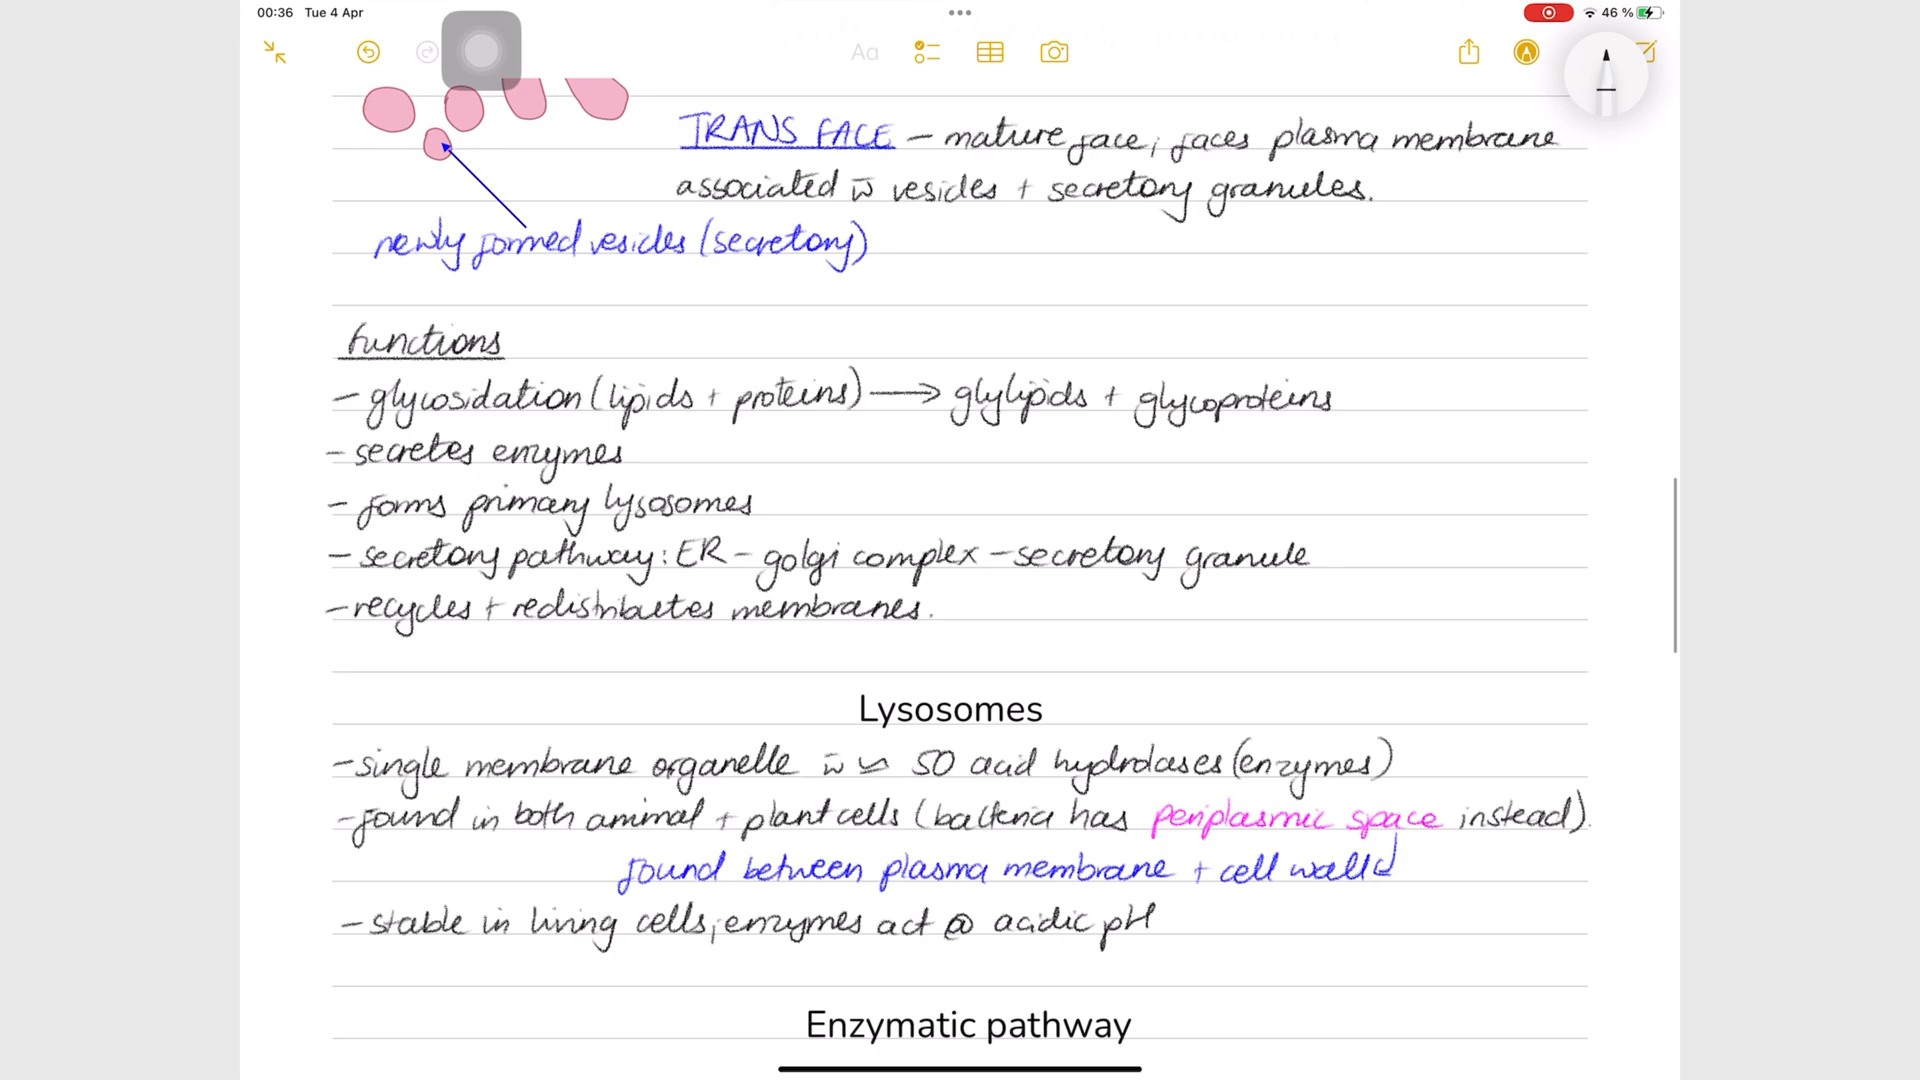 00:36 Tue 4 Apr
46 %
Aa
TRANS FACE – mature face; faces plasma membrane
associated w̄ vesicles + secretory granules.
newly formed vesicles (secretory)
functions
– glycosidation (lipids + proteins) ⟶ glylipids + glycoproteins
– secretes enzymes
– forms primary lysosomes
– secretory pathway: ER – golgi complex – secretory granule
– recycles + redistributes membranes.
Lysosomes
– single membrane organelle w̄ ≃ 50 acid hydrolases (enzymes)
– found in both animal + plant cells (bacteria has periplasmic space instead).
found between plasma membrane + cell wall
– stable in living cells; enzymes act @ acidic pH
Enzymatic pathway